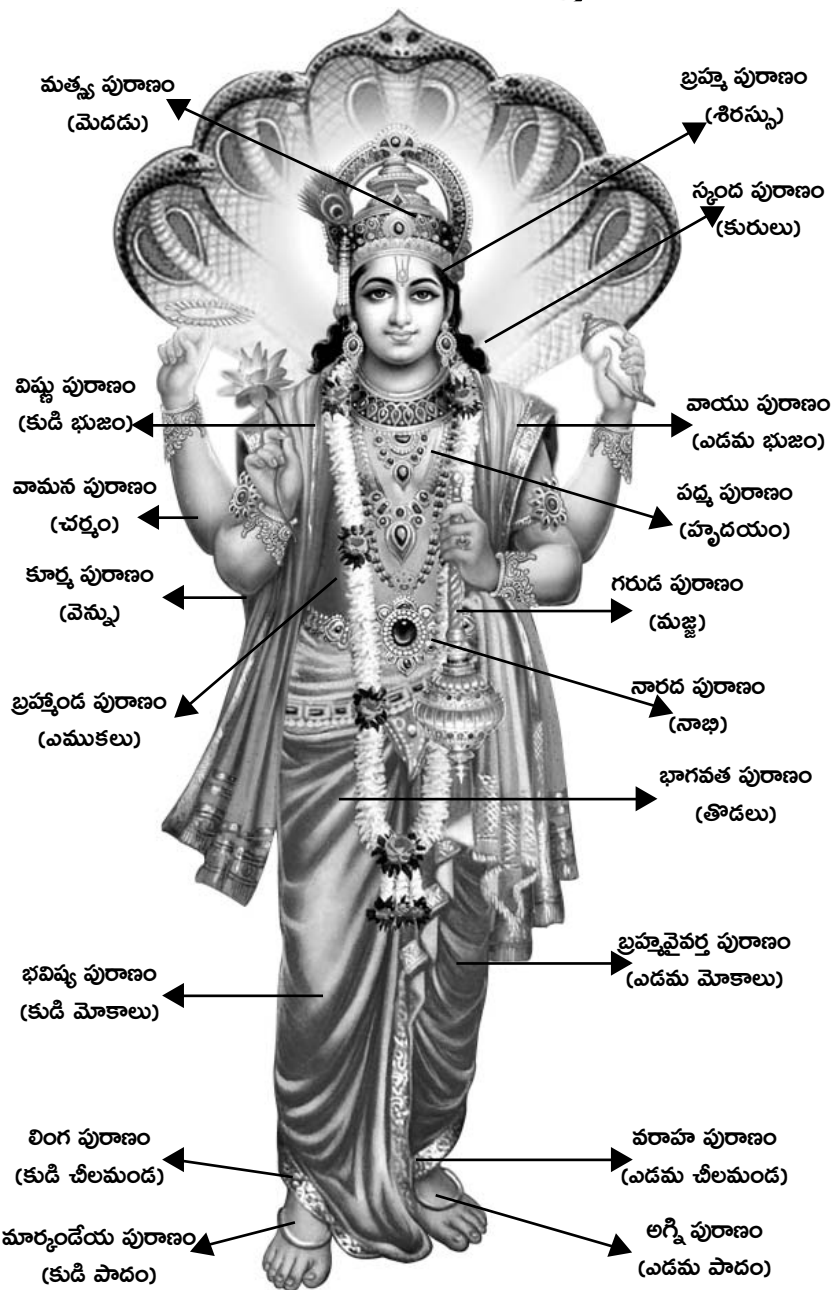 మత్స్య పురాణం
(మెదడు)
బ్రహ్మ పురాణం
(శిరస్సు)
స్కంద పురాణం
(కురులు)
విష్ణు పురాణం
(కుడి భుజం)
వాయు పురాణం
(ఎడమ భుజం)
వామన పురాణం
(చర్మం)
పద్మ పురాణం
(హృదయం)
కూర్మ పురాణం
(వెన్ను)
గరుడ పురాణం
(మజ్జ)
బ్రహ్మాండ పురాణం
(ఎముకలు)
నారద పురాణం
(నాభి)
భాగవత పురాణం
(తొడలు)
భవిష్య పురాణం
(కుడి మోకాలు)
బ్రహ్మవైవర్త పురాణం
(ఎడమ మోకాలు)
లింగ పురాణం
(కుడి చీలమండ)
వరాహ పురాణం
(ఎడమ చీలమండ)
మార్కండేయ పురాణం
(కుడి పాదం)
అగ్ని పురాణం
(ఎడమ పాదం)